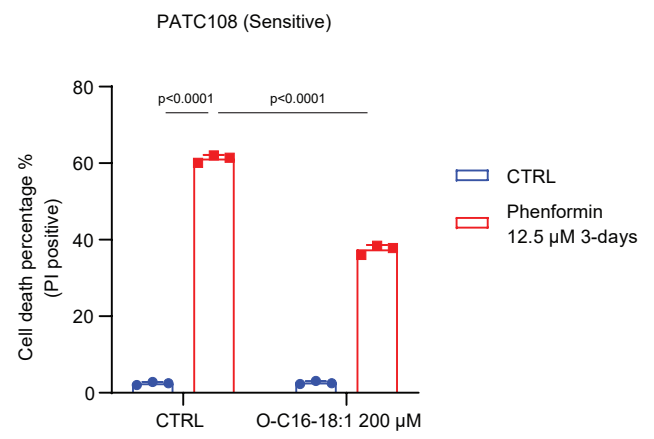 PATC108 (Sensitive)
80
p<0.0001
p<0.0001
60
40
20
0
Cell death percentage %
(PI positive)
CTRL
O-C16-18:1 200 µM
CTRL
Phenformin
12.5 µM 3-days